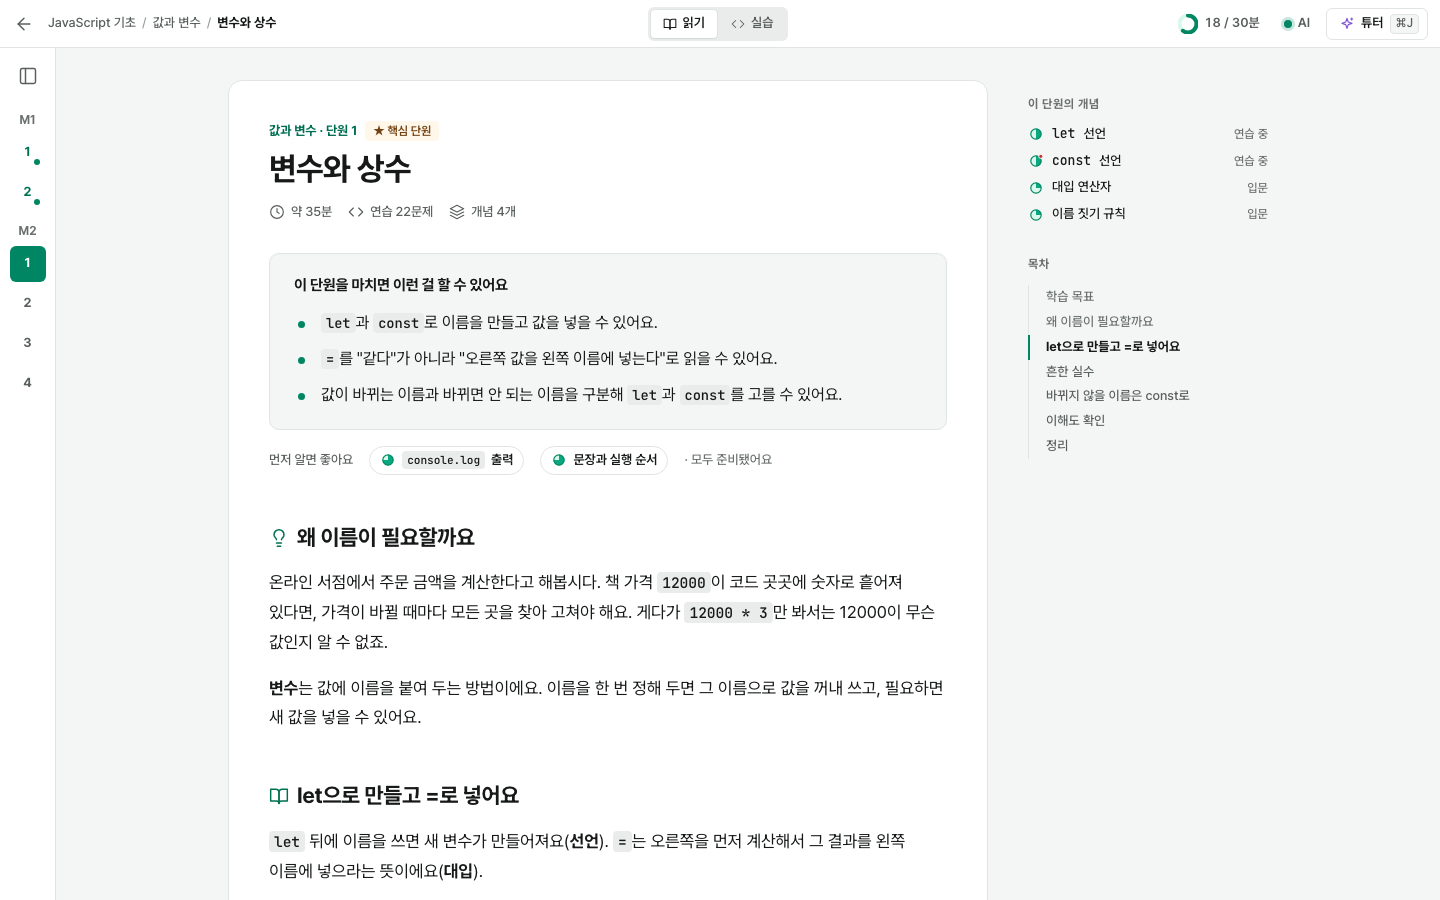 JavaScript 기초 / 값과 변수 / 변수와 상수
읽기
실습
18 / 30분
AI
튜터 ⌘J
M1
1
2
M2
1
2
3
4
값과 변수 · 단원 1 ★ 핵심 단원
변수와 상수
약 35분 연습 22문제 개념 4개
이 단원을 마치면 이런 걸 할 수 있어요
let과 const로 이름을 만들고 값을 넣을 수 있어요.
=를 "같다"가 아니라 "오른쪽 값을 왼쪽 이름에 넣는다"로 읽을 수 있어요.
값이 바뀌는 이름과 바뀌면 안 되는 이름을 구분해 let과 const를 고를 수 있어요.
먼저 알면 좋아요 console.log 출력 문장과 실행 순서 · 모두 준비됐어요
왜 이름이 필요할까요
온라인 서점에서 주문 금액을 계산한다고 해봅시다. 책 가격 12000이 코드 곳곳에 숫자로 흩어져
있다면, 가격이 바뀔 때마다 모든 곳을 찾아 고쳐야 해요. 게다가 12000 * 3만 봐서는 12000이 무슨
값인지 알 수 없죠.
변수는 값에 이름을 붙여 두는 방법이에요. 이름을 한 번 정해 두면 그 이름으로 값을 꺼내 쓰고, 필요하면
새 값을 넣을 수 있어요.
let으로 만들고 =로 넣어요
let 뒤에 이름을 쓰면 새 변수가 만들어져요(선언). =는 오른쪽을 먼저 계산해서 그 결과를 왼쪽
이름에 넣으라는 뜻이에요(대입).
이 단원의 개념
let 선언 연습 중
const 선언 연습 중
대입 연산자 입문
이름 짓기 규칙 입문
목차
학습 목표
왜 이름이 필요할까요
let으로 만들고 =로 넣어요
흔한 실수
바뀌지 않을 이름은 const로
이해도 확인
정리